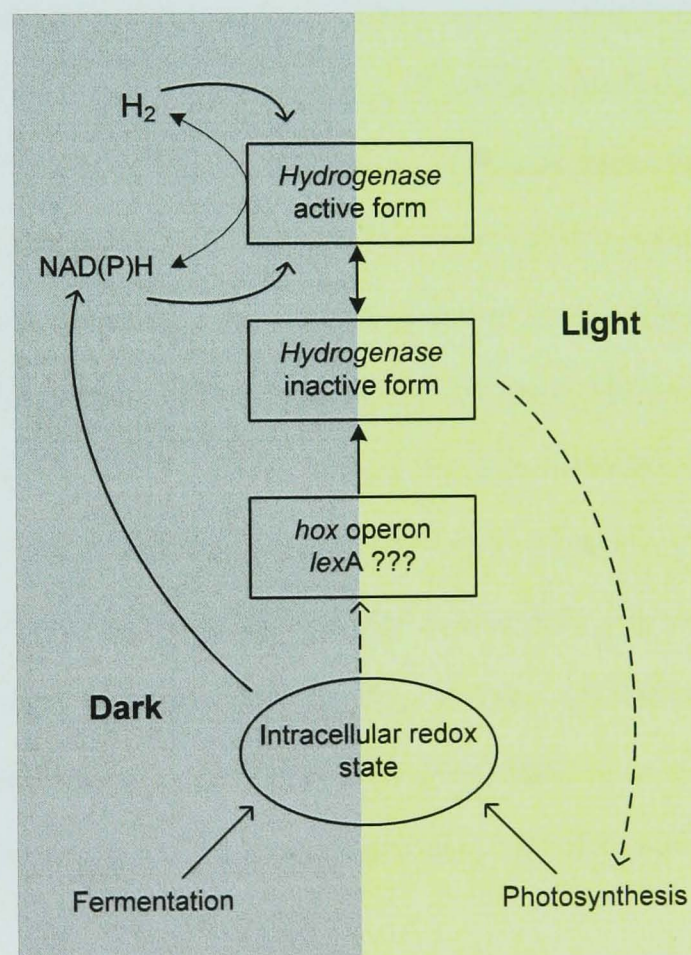 H₂
Hydrogenase
active form
NAD(P)H
Light
Hydrogenase
inactive form
hox operon
lexA ???
Dark
Intracellular redox
state
Fermentation
Photosynthesis